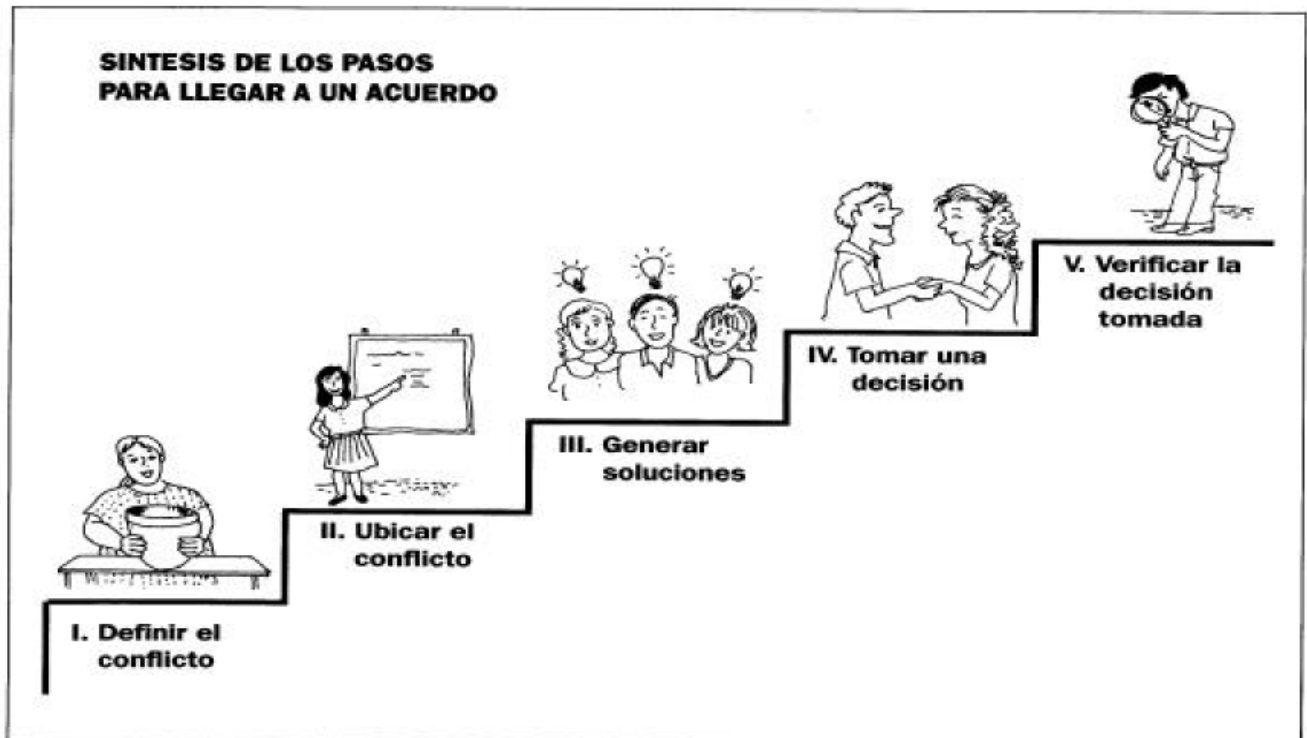 SINTESIS DE LOS PASOS
PARA LLEGAR A UN ACUERDO
I. Definir el
conflicto
II. Ubicar el
conflicto
III. Generar
soluciones
IV. Tomar una
decisión
V. Verificar la
decisión
tomada